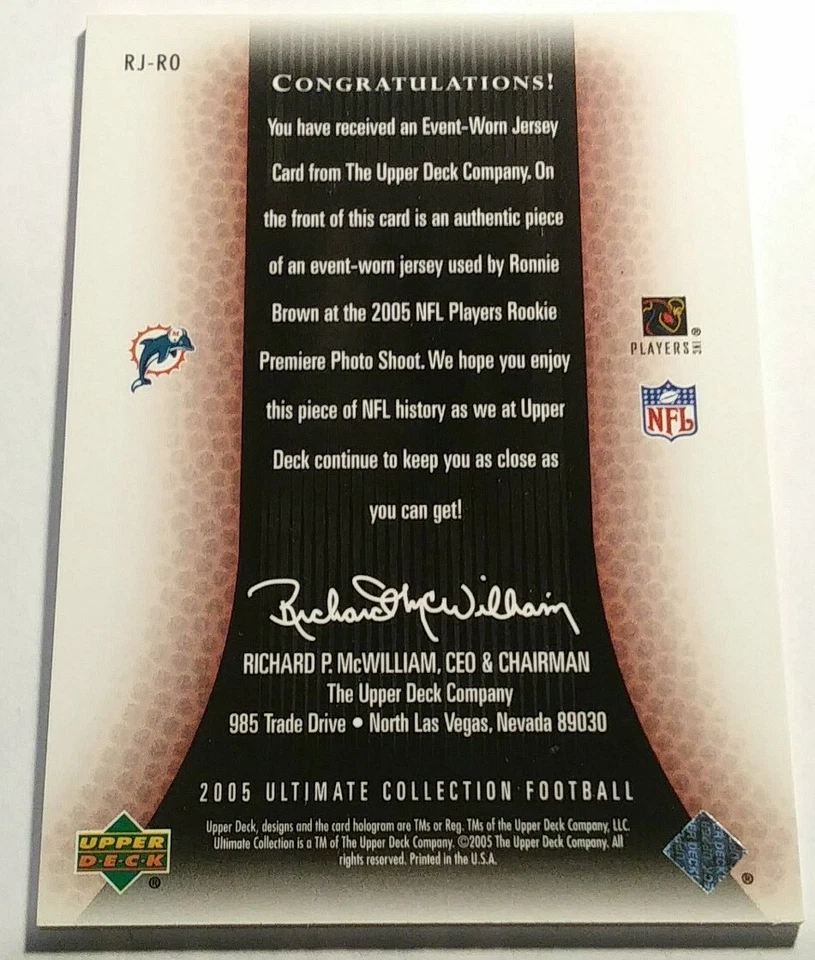 RJ-RO
CONGRATULATIONS!
You have received an Event-Worn Jersey
Card from The Upper Deck Company. On
the front of this card is an authentic piece
of an event-worn jersey used by Ronnie
Brown at the 2005 NFL Players Rookie
Premiere Photo Shoot. We hope you enjoy
this piece of NFL history as we at Upper
Deck continue to keep you as close as
you can get!
M
PLAYERS INC ®
NFL
Richard McWilliam
RICHARD P. McWILLIAM, CEO & CHAIRMAN
The Upper Deck Company
985 Trade Drive • North Las Vegas, Nevada 89030
2005 ULTIMATE COLLECTION FOOTBALL
Upper Deck, designs and the card hologram are TMs or Reg. TMs of the Upper Deck Company, LLC.
Ultimate Collection is a TM of The Upper Deck Company. ©2005 The Upper Deck Company. All
rights reserved. Printed in the U.S.A.
UPPER
D•E•C•K
®
®